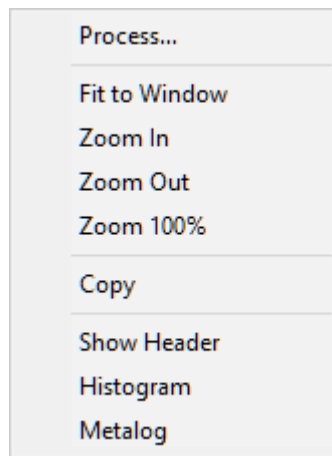 Process...
Fit to Window
Zoom In
Zoom Out
Zoom 100%
Copy
Show Header
Histogram
Metalog